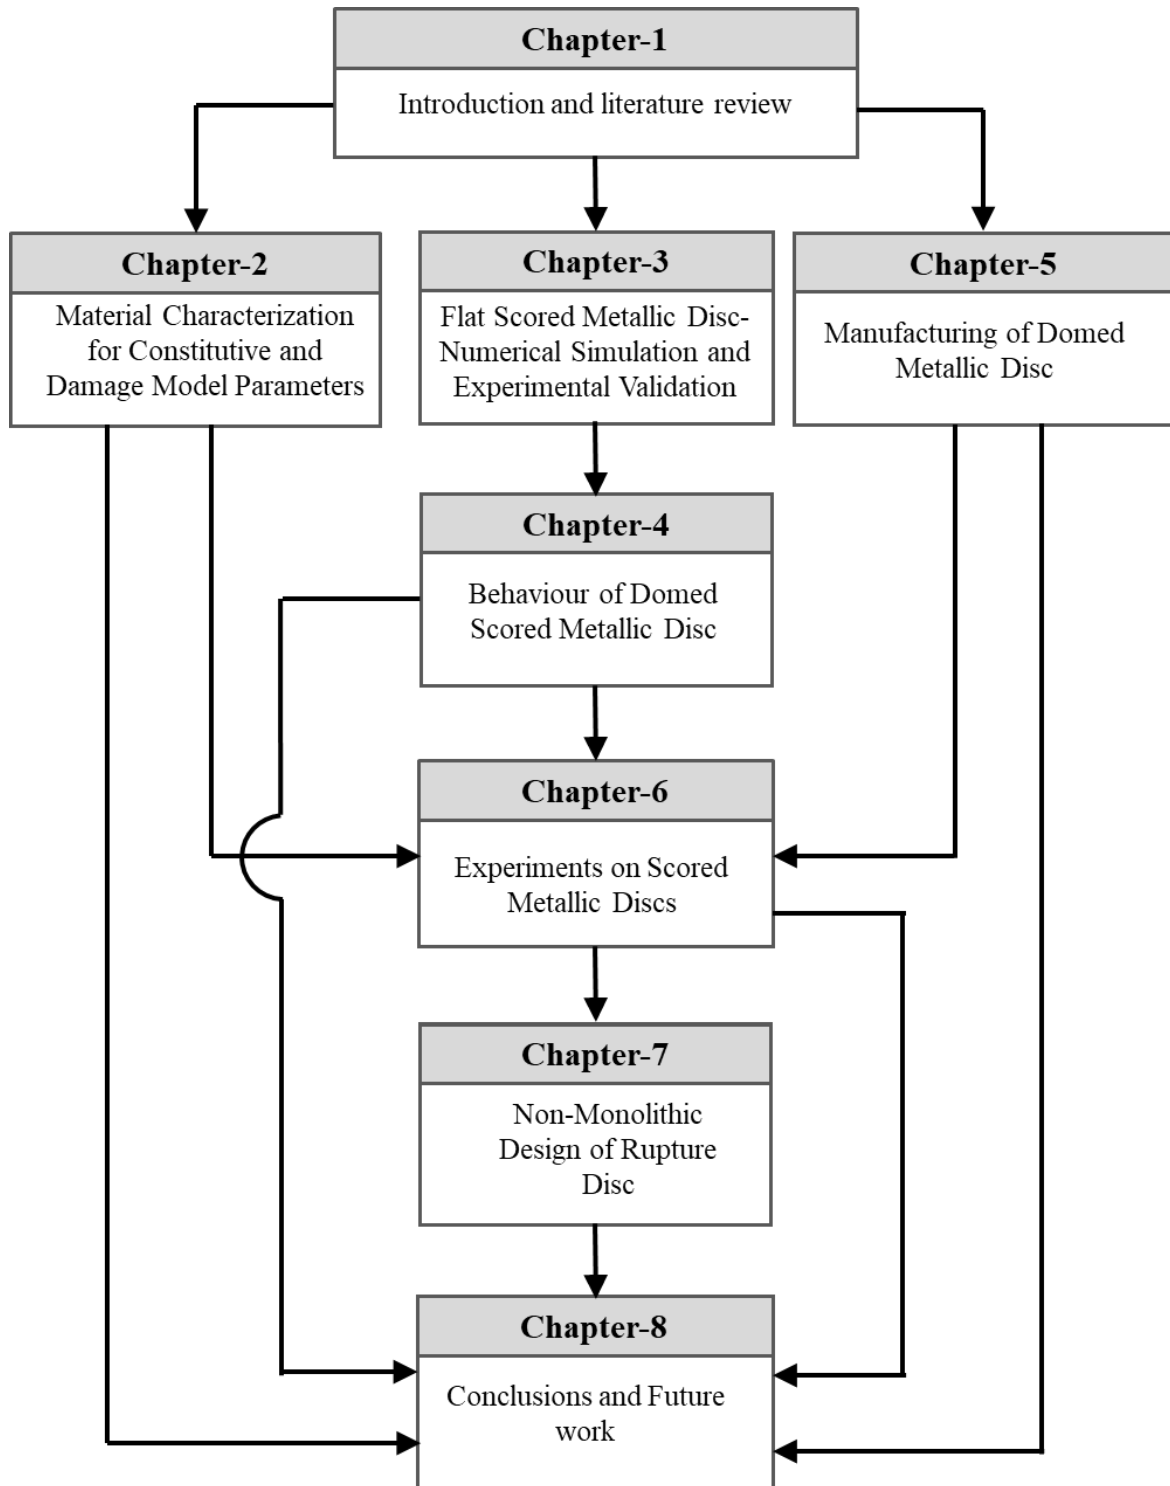 Chapter-1
Introduction and literature review
Chapter-2
Material Characterization
for Constitutive and
Damage Model Parameters
Chapter-3
Flat Scored Metallic Disc-
Numerical Simulation and
Experimental Validation
Chapter-5
Manufacturing of Domed
Metallic Disc
Chapter-4
Behaviour of Domed
Scored Metallic Disc
Chapter-6
Experiments on Scored
Metallic Discs
Chapter-7
Non-Monolithic
Design of Rupture
Disc
Chapter-8
Conclusions and Future
work